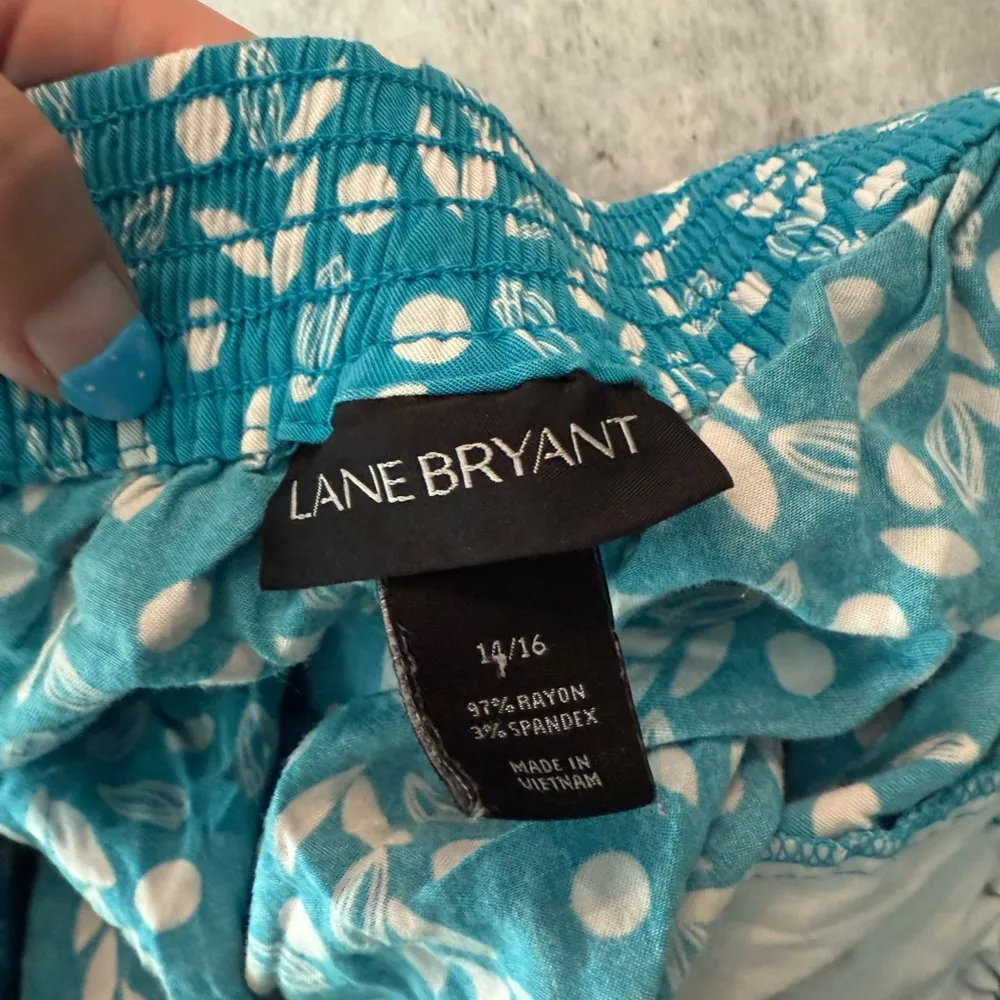 LANE BRYANT
14/16
97% RAYON
3% SPANDEX
MADE IN
VIETNAM